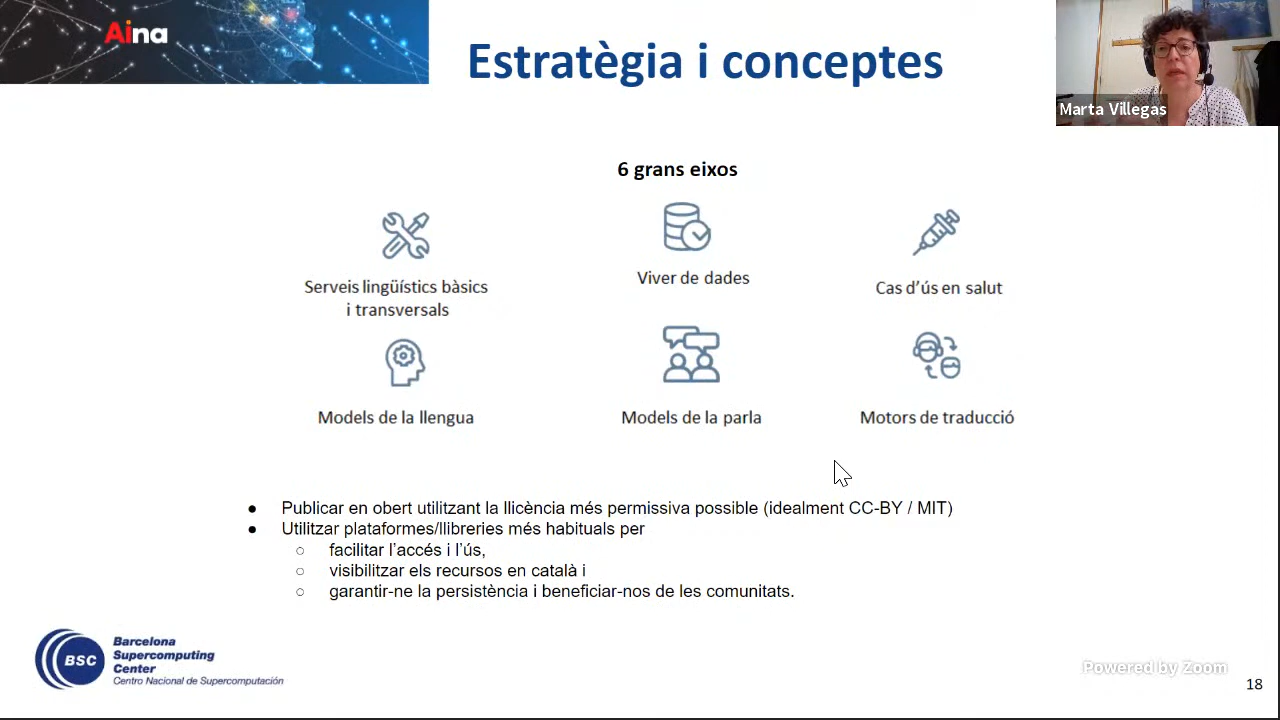 Aina
Estratègia i conceptes
Marta Villegas
6 grans eixos
Serveis lingüístics bàsics
i transversals
Viver de dades
Cas d'ús en salut
Models de la llengua
Models de la parla
Motors de traducció
● Publicar en obert utilitzant la llicència més permissiva possible (idealment CC-BY / MIT)
● Utilitzar plataformes/llibreries més habituals per
○ facilitar l'accés i l'ús,
○ visibilitzar els recursos en català i
○ garantir-ne la persistència i beneficiar-nos de les comunitats.
BSC
Barcelona
Supercomputing
Center
Centro Nacional de Supercomputación
Powered by Zoom
18